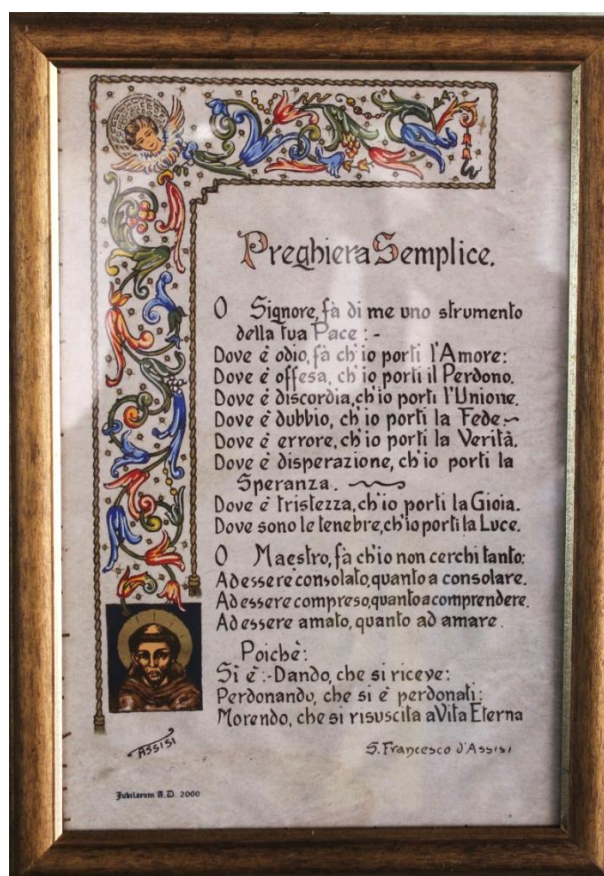 Preghiera Semplice.
O Signore, fà di me uno strumento
della tua Pace : -
Dove è odio, fà ch'io porti l'Amore:
Dove è offesa, ch'io porti il Perdono.
Dove è discordia, ch'io porti l'Unione.
Dove è dubbio, ch'io porti la Fede:~
Dove è errore, ch'io porti la Verità,
Dove è disperazione, ch'io porti la
Speranza.
Dove è tristezza, ch'io porti la Gioia.
Dove sono le tenebre, ch'io porti la Luce.
O Maestro, fà ch'io non cerchi tanto:
Ad essere consolato, quanto a consolare.
Ad essere compreso, quanto a comprendere.
Ad essere amato, quanto ad amare.
Poichè:
Si è :- Dando, che si riceve:
Perdonando, che si è perdonati:
Morendo, che si risuscita a Vita Eterna
ASSISI
S. Francesco d'Assisi
Jubilaeum A.D. 2000